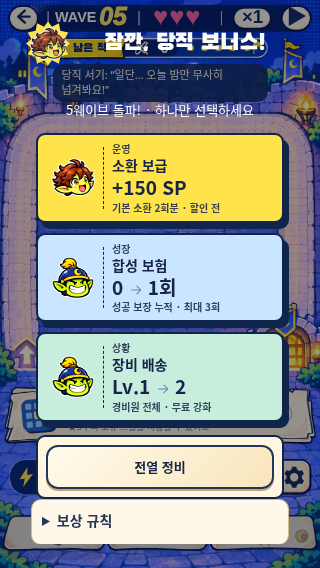 WAVE 05
×1
남은 적
잠깐, 당직 보너스!
당직 서기: “일단… 오늘 밤만 무사히
넘겨봐요!”
5웨이브 돌파! · 하나만 선택하세요
운영
소환 보급
+150 SP
기본 소환 2회분 · 할인 전
성장
합성 보험
0 → 1회
성공 보장 누적 · 최대 3회
상황
장비 배송
Lv.1 → 2
경비원 전체 · 무료 강화
전열 정비
▶ 보상 규칙